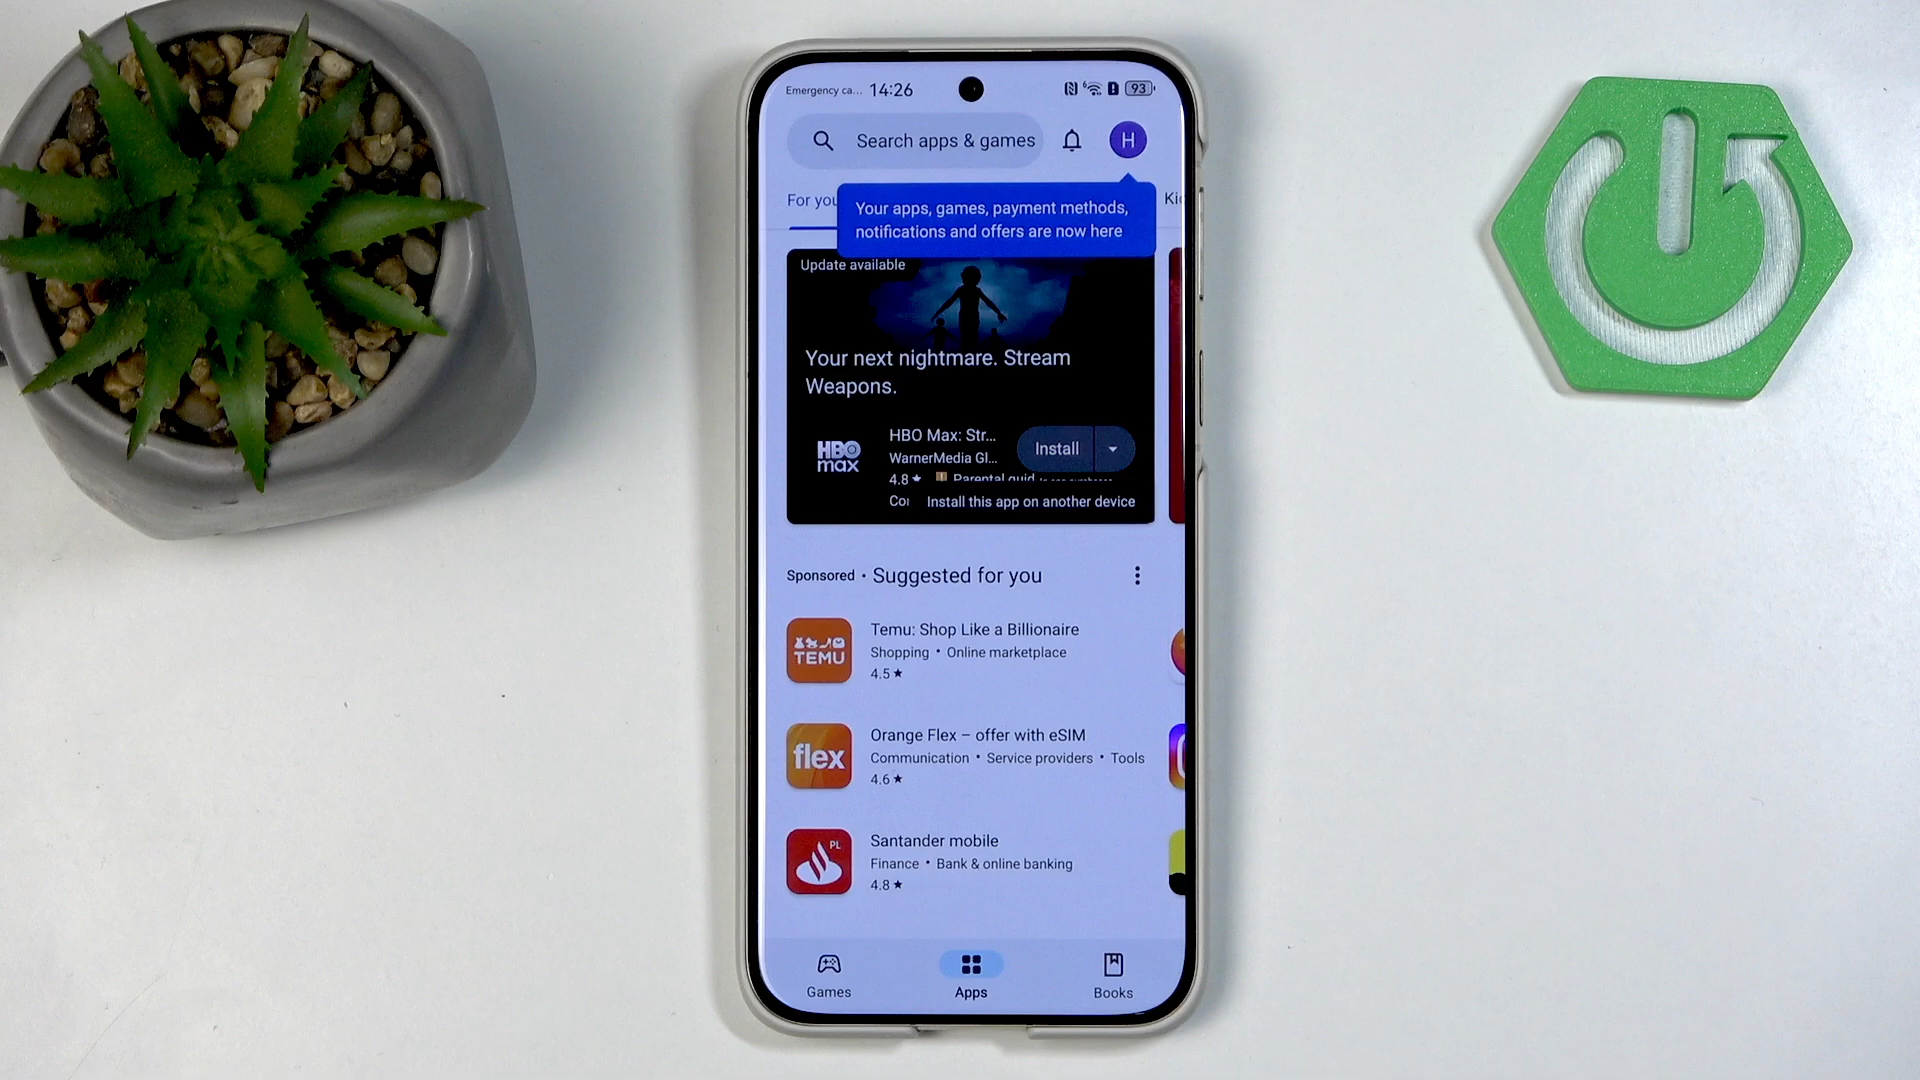 Emergency ca... 14:26 93
Search apps & games
H
For you
Your apps, games, payment methods,
notifications and offers are now here
Update available
Your next nightmare. Stream
Weapons.
HBO max
HBO Max: Str...
WarnerMedia Gl...
4.8★ Parental guid
Install
Install this app on another device
Sponsored • Suggested for you
TEMU
Temu: Shop Like a Billionaire
Shopping • Online marketplace
4.5★
flex
Orange Flex – offer with eSIM
Communication • Service providers • Tools
4.6★
PL
Santander mobile
Finance • Bank & online banking
4.8★
Games
Apps
Books